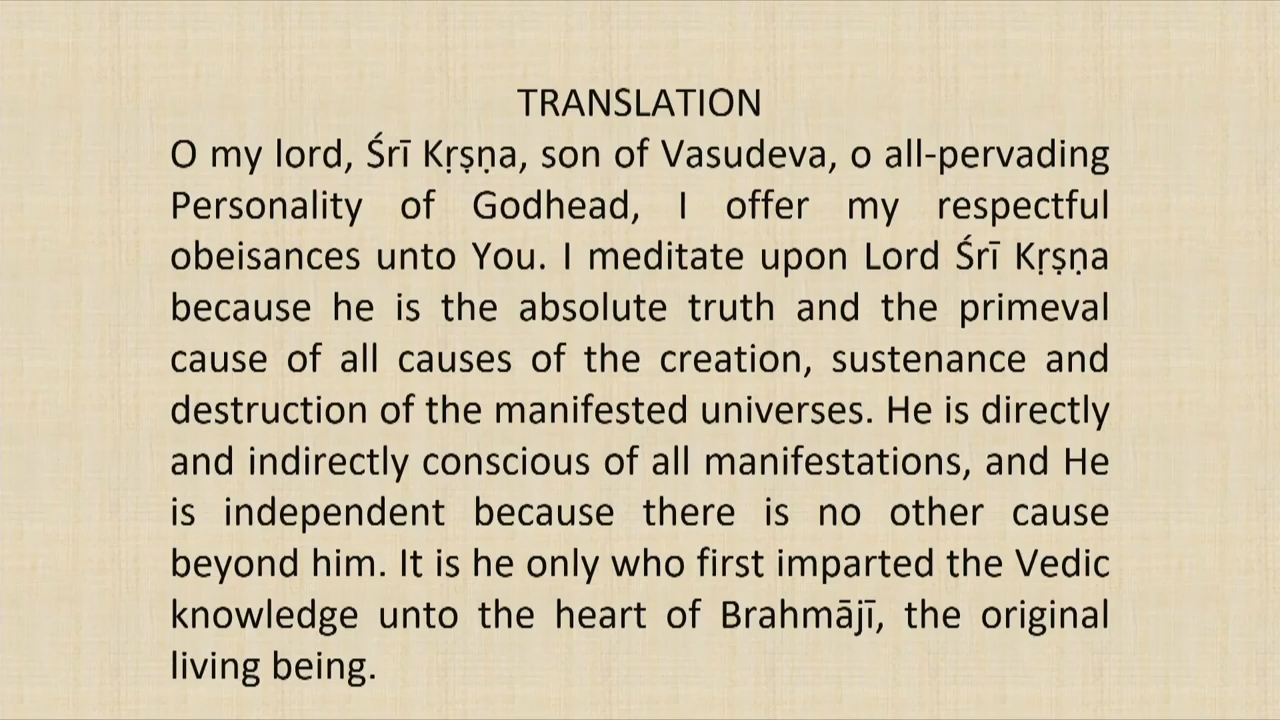 TRANSLATION
O my lord, Śrī Kṛṣṇa, son of Vasudeva, o all-pervading
Personality of Godhead, I offer my respectful
obeisances unto You. I meditate upon Lord Śrī Kṛṣṇa
because he is the absolute truth and the primeval
cause of all causes of the creation, sustenance and
destruction of the manifested universes. He is directly
and indirectly conscious of all manifestations, and He
is independent because there is no other cause
beyond him. It is he only who first imparted the Vedic
knowledge unto the heart of Brahmājī, the original
living being.